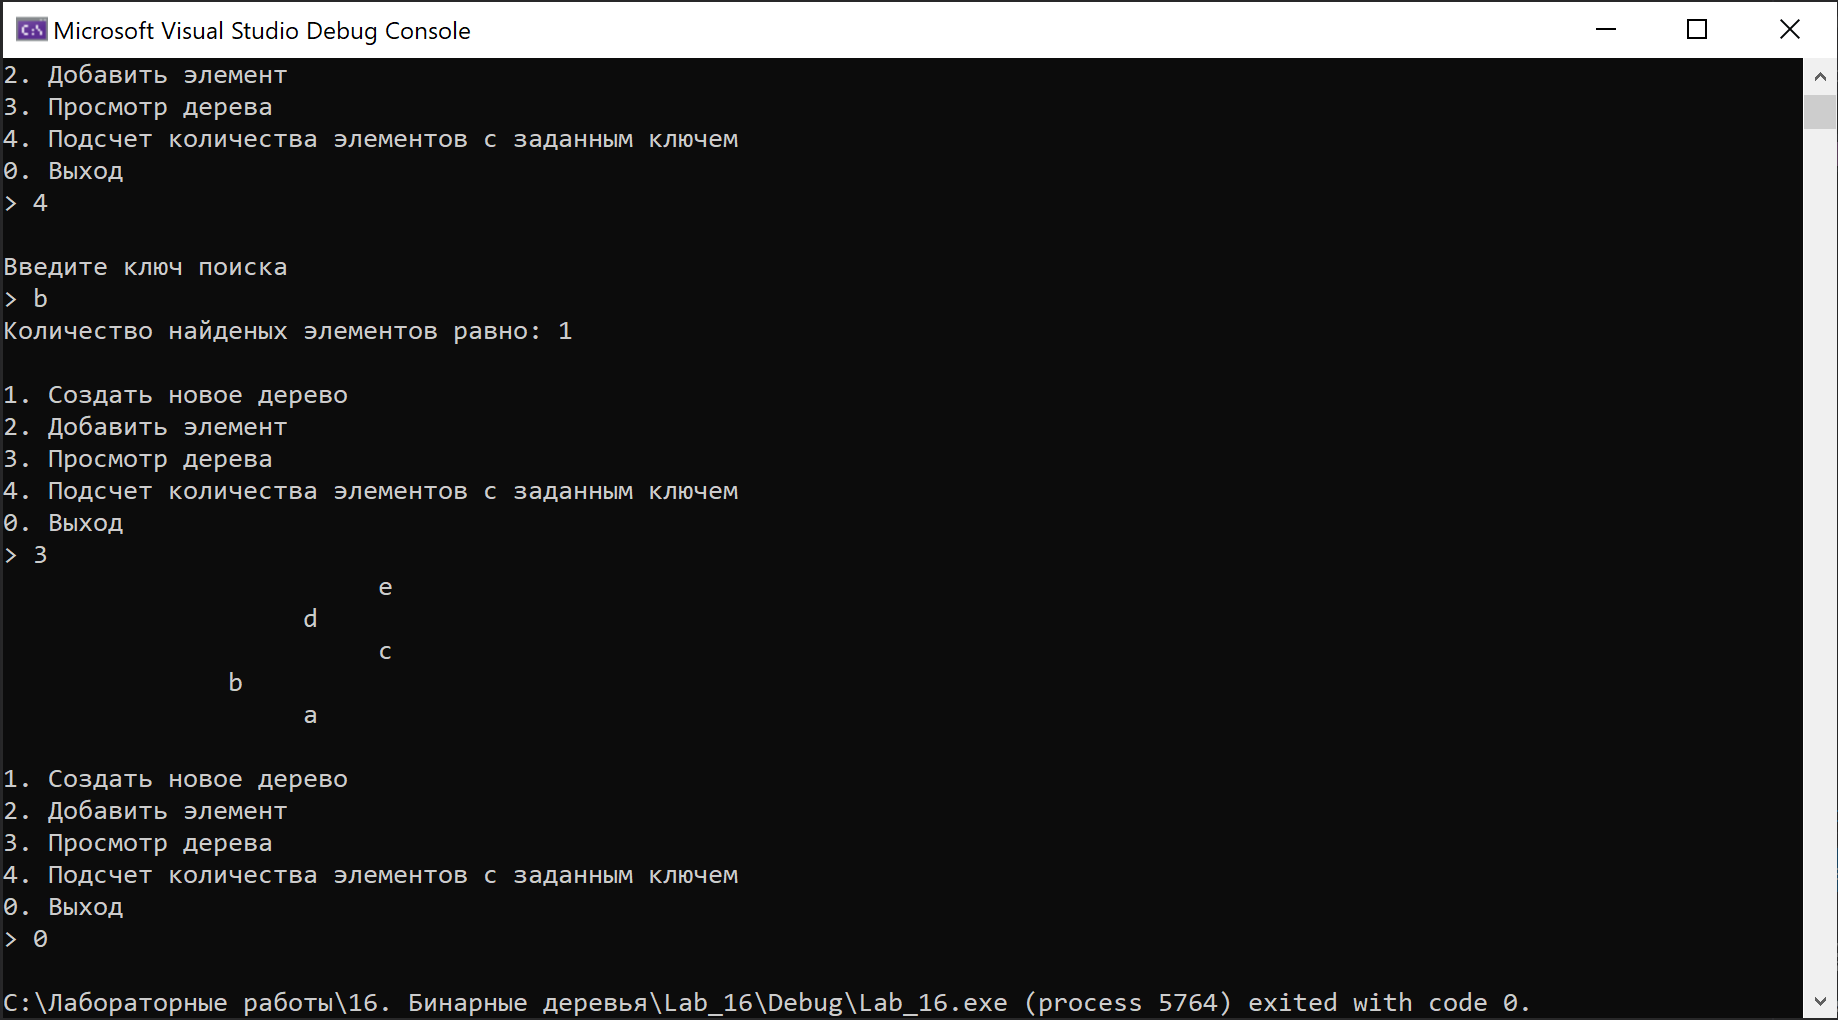 Microsoft Visual Studio Debug Console
2. Добавить элемент
3. Просмотр дерева
4. Подсчет количества элементов с заданным ключем
0. Выход
> 4
Введите ключ поиска
> b
Количество найденых элементов равно: 1
1. Создать новое дерево
2. Добавить элемент
3. Просмотр дерева
4. Подсчет количества элементов с заданным ключем
0. Выход
> 3
e
d
c
b
a
1. Создать новое дерево
2. Добавить элемент
3. Просмотр дерева
4. Подсчет количества элементов с заданным ключем
0. Выход
> 0
C:\Лабораторные работы\16. Бинарные деревья\Lab_16\Debug\Lab_16.exe (process 5764) exited with code 0.